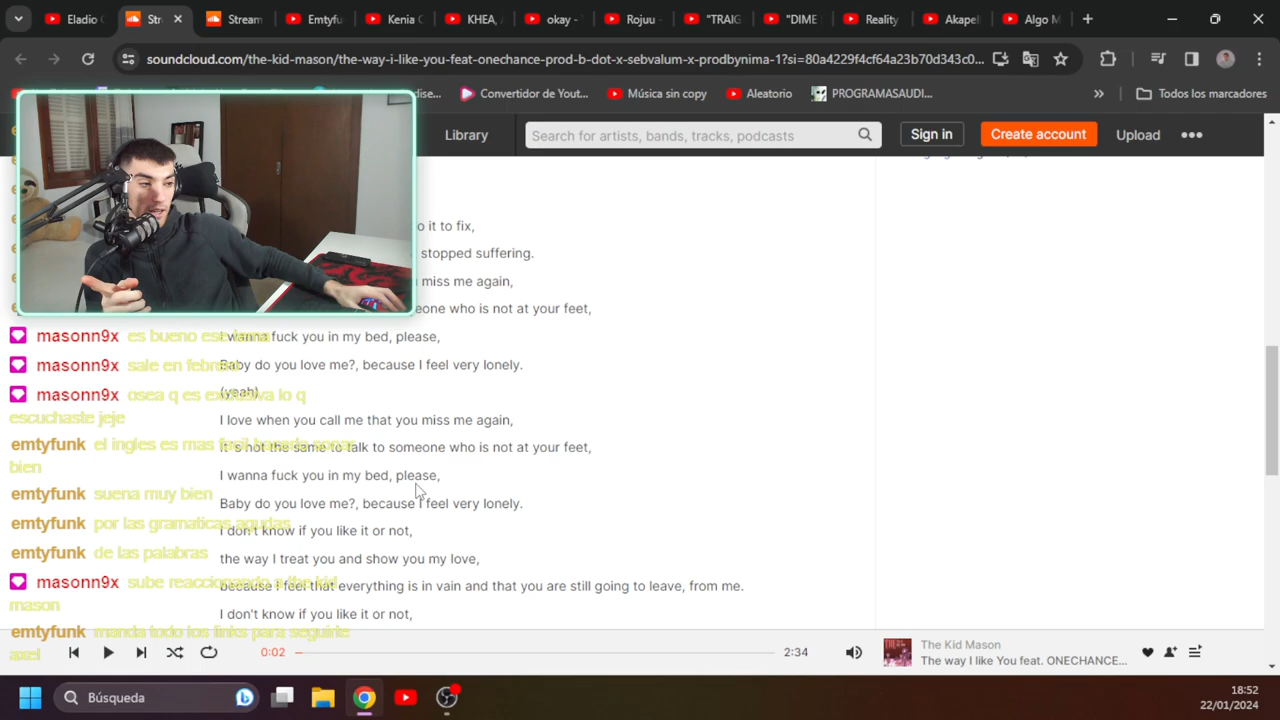 Eladio
Str
Stream
Emtyfu
Kenia
KHEA,
okay -
Rojuu -
"TRAIG
"DIME
Reality
Akapel
Algo M
soundcloud.com/the-kid-mason/the-way-i-like-you-feat-onechance-prod-b-dot-x-sebvalum-x-prodbynima-1?si=80a4229f4cf64a23b70d343c0...
dise...
Convertidor de Yout...
Música sin copy
Aleatorio
PROGRAMASAUDI...
Todos los marcadores
Library
Search for artists, bands, tracks, podcasts
Sign in
Create account
Upload
o it to fix,
stopped suffering.
miss me again,
eone who is not at your feet,
I wanna fuck you in my bed, please,
Baby do you love me?, because I feel very lonely.
(yeah)
I love when you call me that you miss me again,
It's not the same to talk to someone who is not at your feet,
I wanna fuck you in my bed, please,
Baby do you love me?, because I feel very lonely.
I don't know if you like it or not,
the way I treat you and show you my love,
because I feel that everything is in vain and that you are still going to leave, from me.
I don't know if you like it or not,
masonn9x es bueno ese tema
masonn9x sale en febrero
masonn9x osea q es exclusiva lo q
escuchaste jeje
emtyfunk el ingles es mas facil hacerlo sonar
bien
emtyfunk suena muy bien
emtyfunk por las gramaticas agudas
emtyfunk de las palabras
masonn9x sube reaccionando a the kid
mason
emtyfunk manda todo los links para seguirte
axel
0:02
2:34
The Kid Mason
The way I like You feat. ONECHANCE...
Búsqueda
18:52
22/01/2024